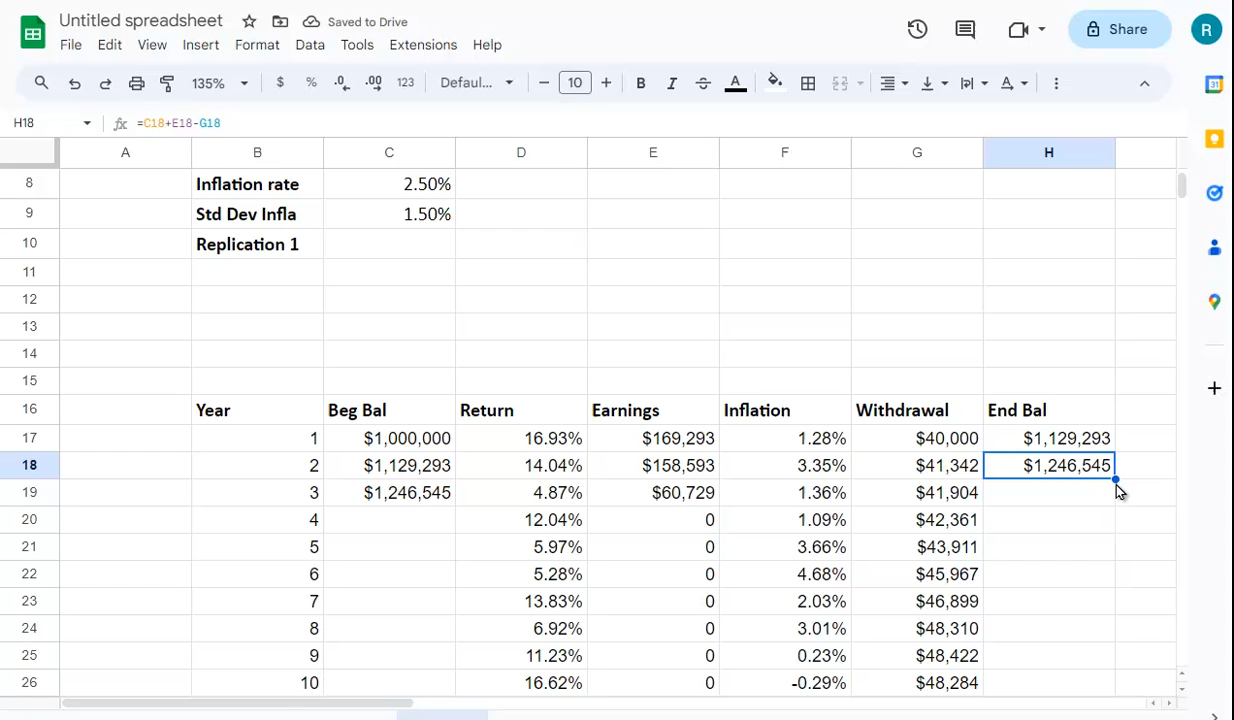 Untitled spreadsheet Saved to Drive
File Edit View Insert Format Data Tools Extensions Help
Share
R
135% $ % .0 .00 123 Defaul... − 10 + B I S A A
31
H18 fx =C18+E18-G18
A B C D E F G H
8 Inflation rate 2.50%
9 Std Dev Infla 1.50%
10 Replication 1
11
12
13
14
15
16 Year Beg Bal Return Earnings Inflation Withdrawal End Bal
17 1 $1,000,000 16.93% $169,293 1.28% $40,000 $1,129,293
18 2 $1,129,293 14.04% $158,593 3.35% $41,342 $1,246,545
19 3 $1,246,545 4.87% $60,729 1.36% $41,904
20 4 12.04% 0 1.09% $42,361
21 5 5.97% 0 3.66% $43,911
22 6 5.28% 0 4.68% $45,967
23 7 13.83% 0 2.03% $46,899
24 8 6.92% 0 3.01% $48,310
25 9 11.23% 0 0.23% $48,422
26 10 16.62% 0 -0.29% $48,284